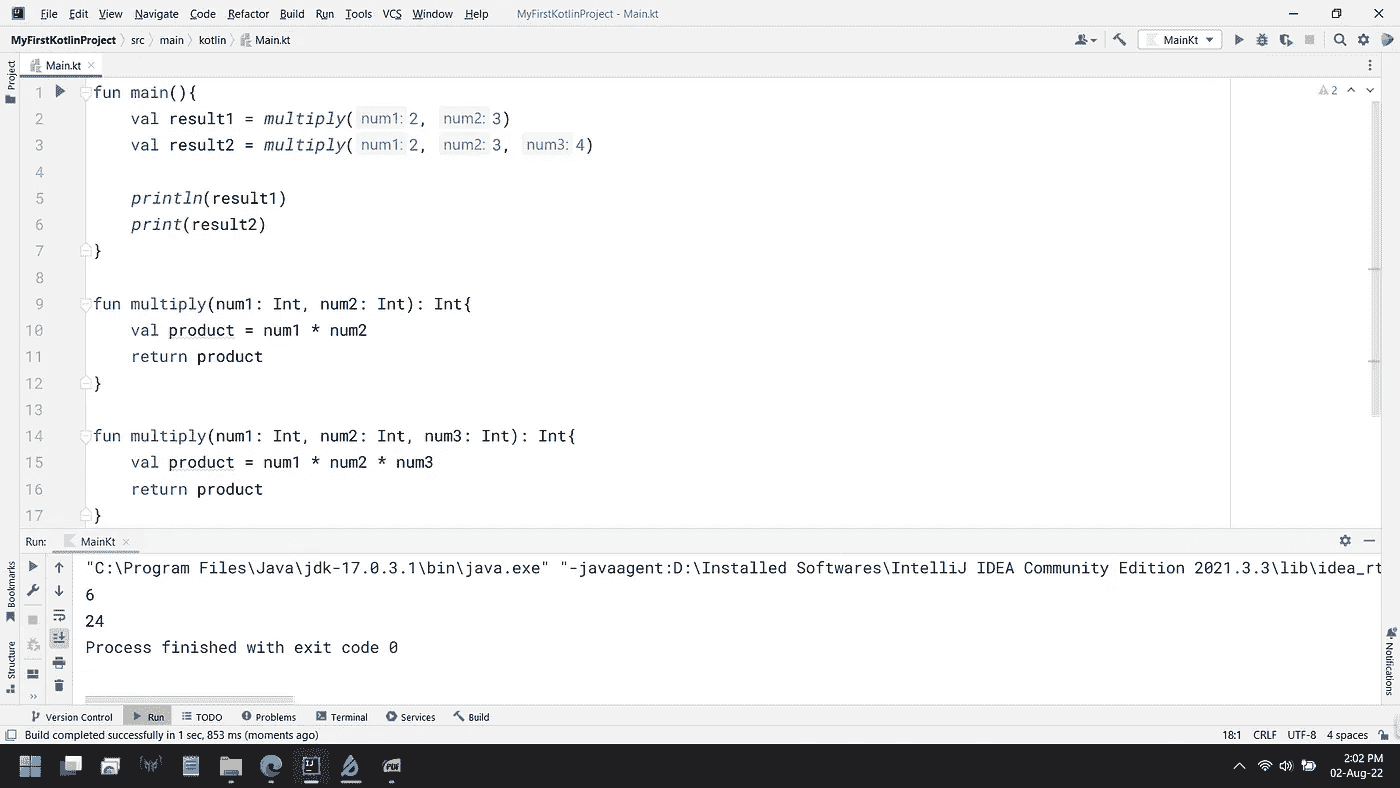 File Edit View Navigate Code Refactor Build Run Tools VCS Window Help MyFirstKotlinProject - Main.kt
MyFirstKotlinProject src main kotlin Main.kt MainKt
Project
Main.kt
1 fun main(){ 2
2 val result1 = multiply( num1: 2, num2: 3)
3 val result2 = multiply( num1: 2, num2: 3, num3: 4)
4
5 println(result1)
6 print(result2)
7 }
8
9 fun multiply(num1: Int, num2: Int): Int{
10 val product = num1 * num2
11 return product
12 }
13
14 fun multiply(num1: Int, num2: Int, num3: Int): Int{
15 val product = num1 * num2 * num3
16 return product
17 }
Run: MainKt
"C:\Program Files\Java\jdk-17.0.3.1\bin\java.exe" "-javaagent:D:\Installed Softwares\IntelliJ IDEA Community Edition 2021.3.3\lib\idea_rt
6
24
Process finished with exit code 0
Bookmarks
Structure
Notifications
Version Control Run TODO Problems Terminal Services Build
Build completed successfully in 1 sec, 853 ms (moments ago) 18:1 CRLF UTF-8 4 spaces
PDF
2:02 PM
02-Aug-22